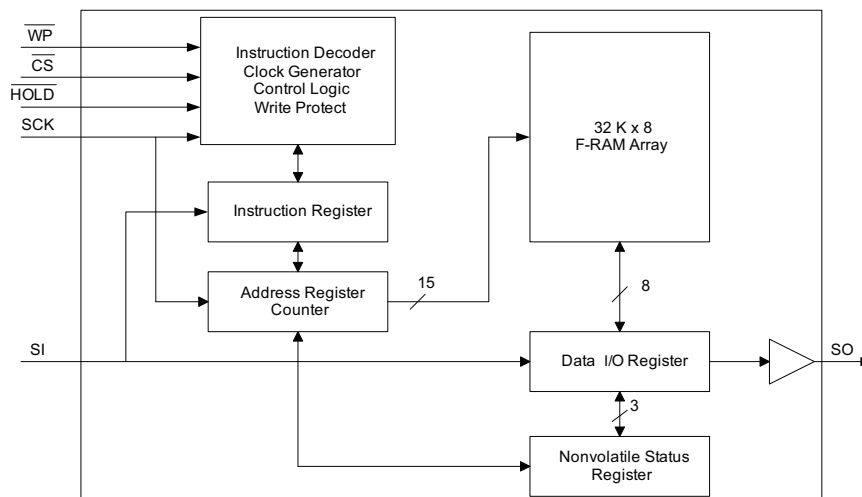 WP
CS
HOLD
SCK
Instruction Decoder
Clock Generator
Control Logic
Write Protect
32 K x 8
F-RAM Array
Instruction Register
Address Register
Counter
15
8
SI
Data I/O Register
SO
3
Nonvolatile Status
Register